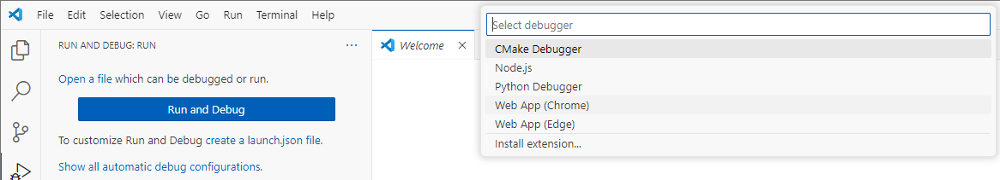 File Edit Selection View Go Run Terminal Help
RUN AND DEBUG: RUN ...
Open a file which can be debugged or run.
Run and Debug
To customize Run and Debug create a launch.json file.
Show all automatic debug configurations.
Welcome
Select debugger
CMake Debugger
Node.js
Python Debugger
Web App (Chrome)
Web App (Edge)
Install extension...